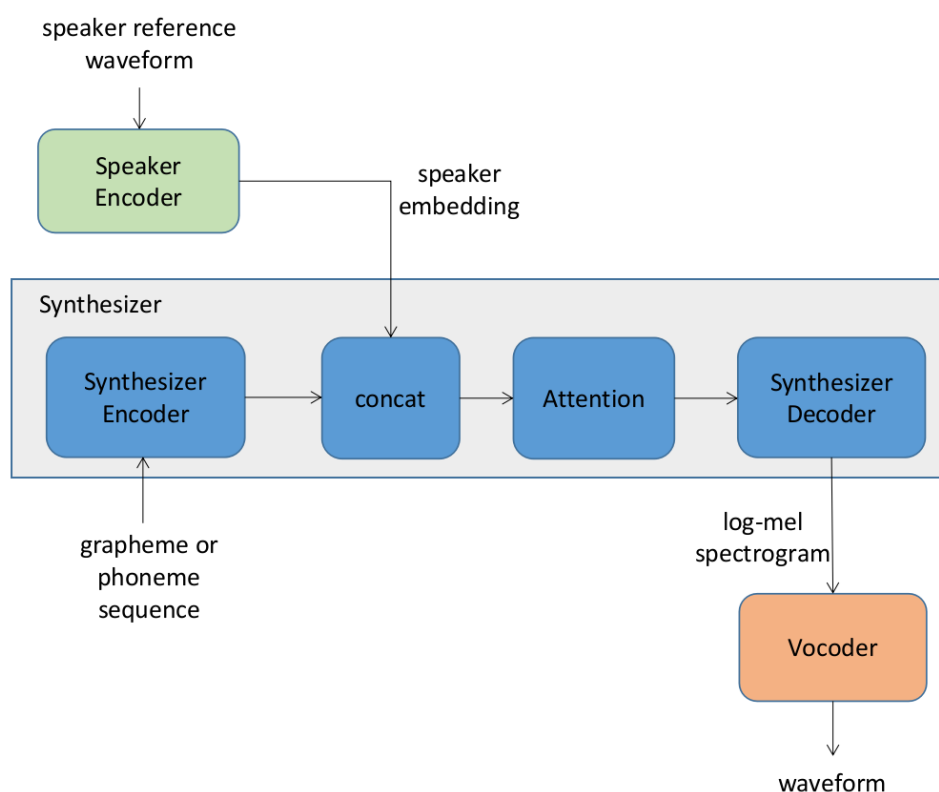 speaker reference
waveform
Speaker
Encoder
speaker
embedding
Synthesizer
Synthesizer
Encoder
concat
Attention
Synthesizer
Decoder
grapheme or
phoneme
sequence
log-mel
spectrogram
Vocoder
waveform